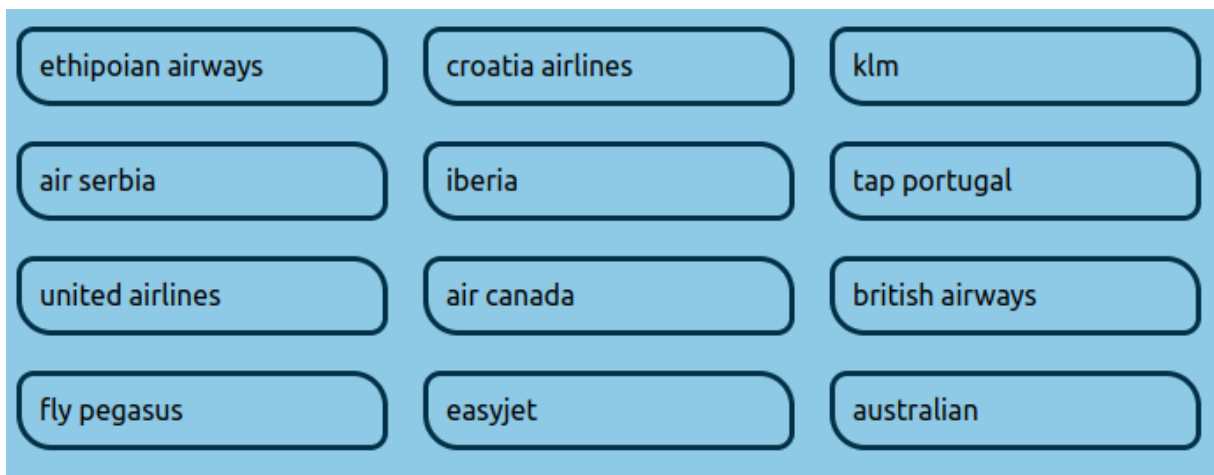 ethipoian airways
croatia airlines
klm
air serbia
iberia
tap portugal
united airlines
air canada
british airways
fly pegasus
easyjet
australian